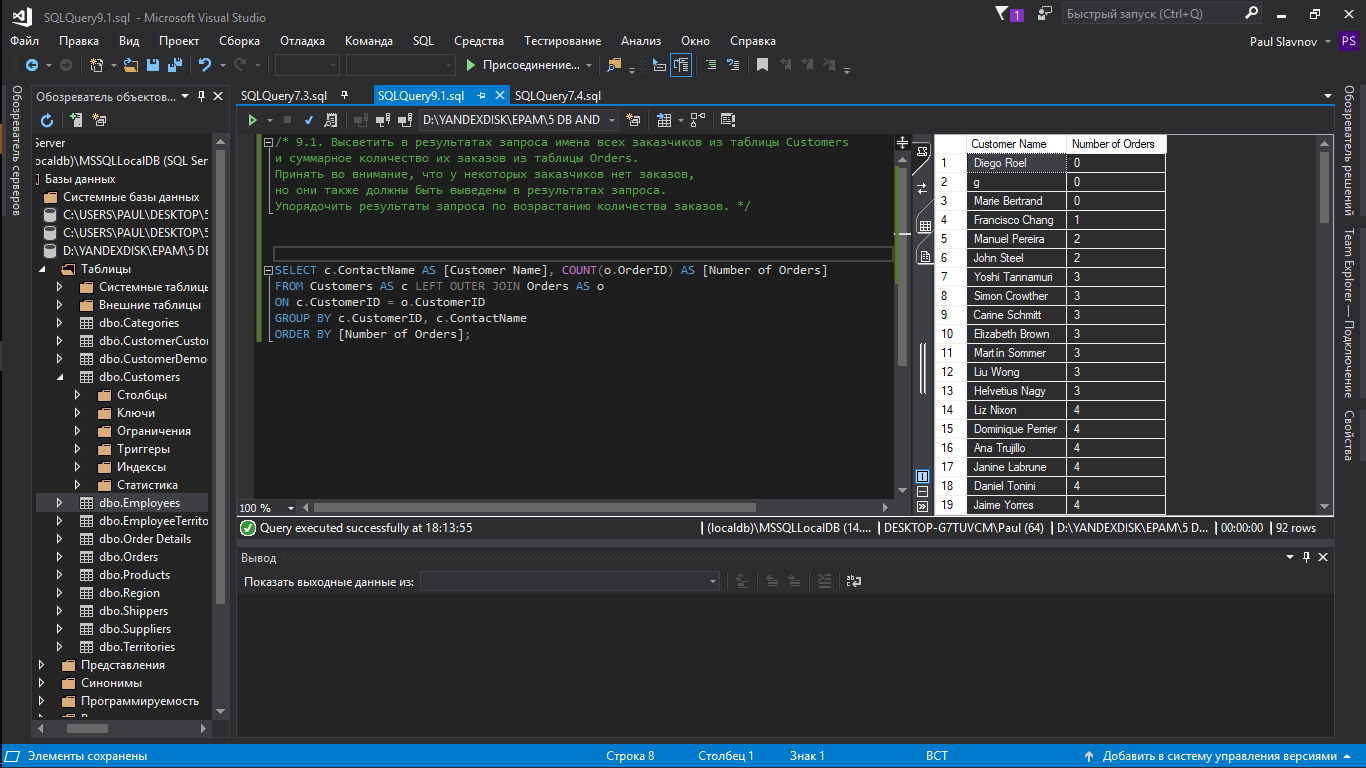 SQLQuery9.1.sql - Microsoft Visual Studio
1
Быстрый запуск (Ctrl+Q)
Файл Правка Вид Проект Сборка Отладка Команда SQL Средства Тестирование Анализ Окно Справка
Paul Slavnov PS
Присоединение...
Обозреватель серверов
Обозреватель объектов...
Server
ocaldb)\MSSQLLocalDB (SQL Ser
Базы данных
Системные базы данных
C:\USERS\PAUL\DESKTOP\5
C:\USERS\PAUL\DESKTOP\5
D:\YANDEXDISK\EPAM\5 DE
Таблицы
Системные таблицы
Внешние таблицы
dbo.Categories
dbo.CustomerCustor
dbo.CustomerDemo
dbo.Customers
Столбцы
Ключи
Ограничения
Триггеры
Индексы
Статистика
dbo.Employees
dbo.EmployeeTerrito
dbo.Order Details
dbo.Orders
dbo.Products
dbo.Region
dbo.Shippers
dbo.Suppliers
dbo.Territories
Представления
Синонимы
Программируемость
SQLQuery7.3.sql SQLQuery9.1.sql SQLQuery7.4.sql
D:\YANDEXDISK\EPAM\5 DB AND
/* 9.1. Высветить в результатах запроса имена всех заказчиков из таблицы Customers
и суммарное количество их заказов из таблицы Orders.
Принять во внимание, что у некоторых заказчиков нет заказов,
но они также должны быть выведены в результатах запроса.
Упорядочить результаты запроса по возрастанию количества заказов. */
SELECT c.ContactName AS [Customer Name], COUNT(o.OrderID) AS [Number of Orders]
FROM Customers AS c LEFT OUTER JOIN Orders AS o
ON c.CustomerID = o.CustomerID
GROUP BY c.CustomerID, c.ContactName
ORDER BY [Number of Orders];
100 %
Customer Name Number of Orders
1 Diego Roel 0
2 g 0
3 Marie Bertrand 0
4 Francisco Chang 1
5 Manuel Pereira 2
6 John Steel 2
7 Yoshi Tannamuri 3
8 Simon Crowther 3
9 Carine Schmitt 3
10 Elizabeth Brown 3
11 Martín Sommer 3
12 Liu Wong 3
13 Helvetius Nagy 3
14 Liz Nixon 4
15 Dominique Perrier 4
16 Ana Trujillo 4
17 Janine Labrune 4
18 Daniel Tonini 4
19 Jaime Yorres 4
Query executed successfully at 18:13:55
(localdb)\MSSQLLocalDB (14.... DESKTOP-G7TUVCM\Paul (64) D:\YANDEXDISK\EPAM\5 D... 00:00:00 92 rows
Вывод
Показать выходные данные из:
Обозреватель решений
Team Explorer — Подключение
Свойства
Элементы сохранены
Строка 8 Столбец 1 Знак 1 ВСТ
Добавить в систему управления версиями